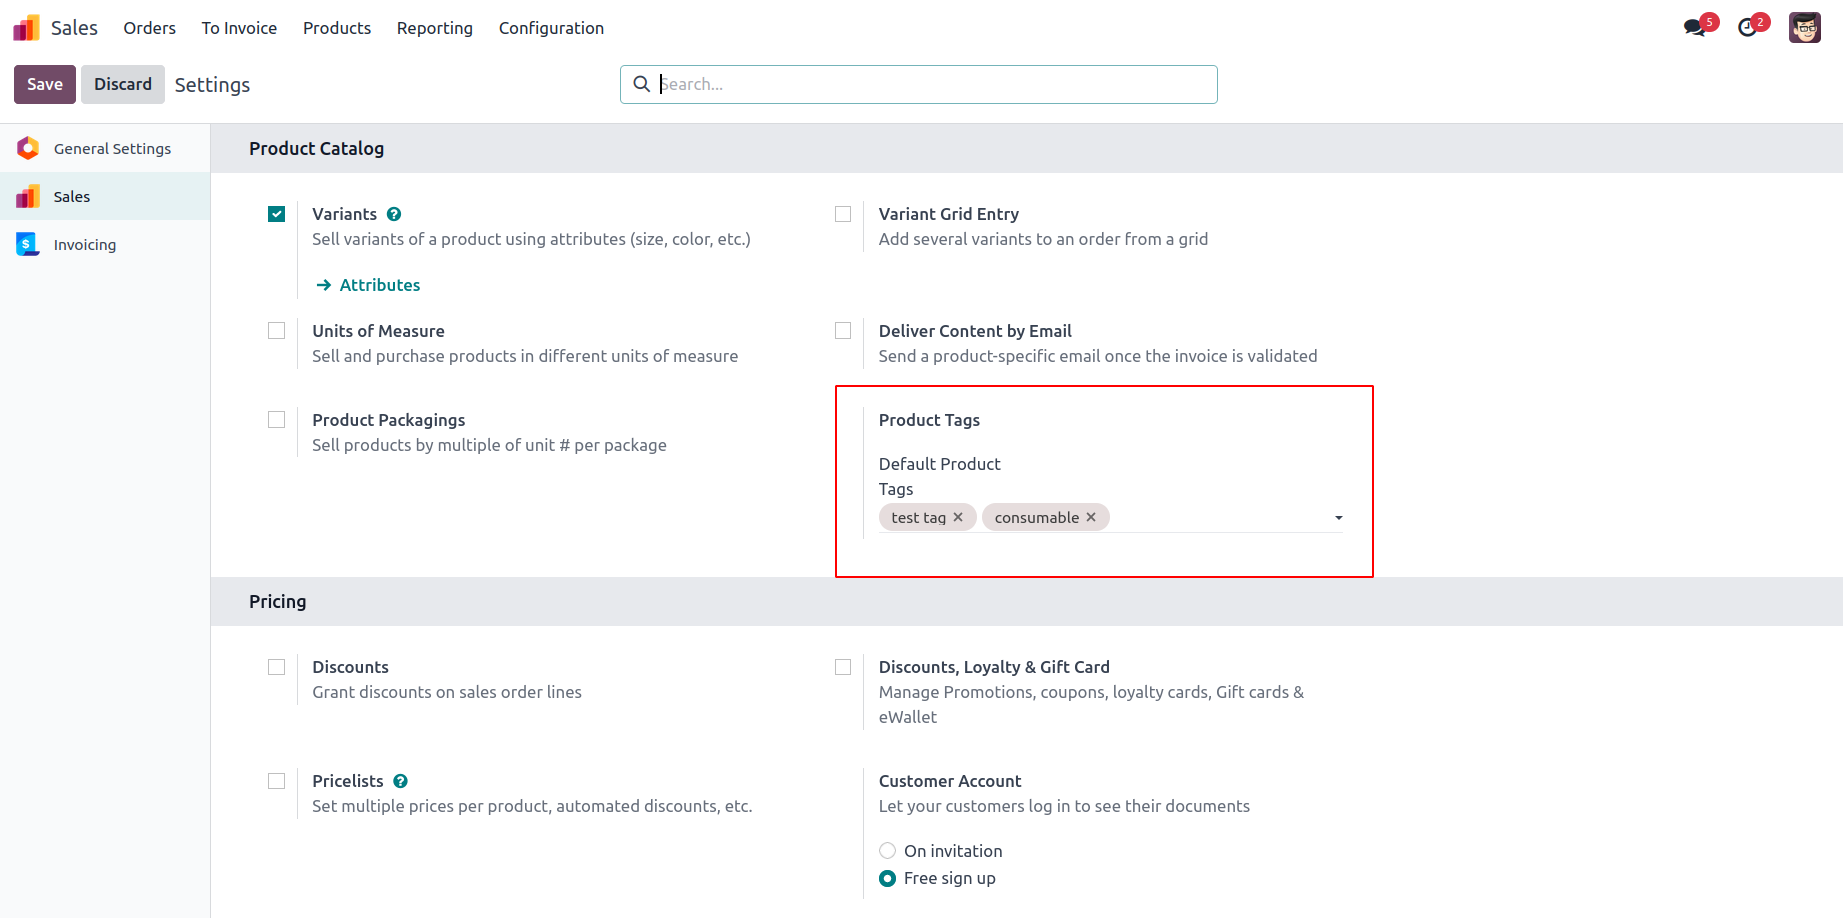 Sales Orders To Invoice Products Reporting Configuration 5 2
Save Discard Settings Search...
General Settings
Sales
Invoicing
Product Catalog
Variants ?
Sell variants of a product using attributes (size, color, etc.)
Attributes
Variant Grid Entry
Add several variants to an order from a grid
Units of Measure
Sell and purchase products in different units of measure
Deliver Content by Email
Send a product-specific email once the invoice is validated
Product Packagings
Sell products by multiple of unit # per package
Product Tags
Default Product
Tags
test tag × consumable ×
Pricing
Discounts
Grant discounts on sales order lines
Discounts, Loyalty & Gift Card
Manage Promotions, coupons, loyalty cards, Gift cards &
eWallet
Pricelists ?
Set multiple prices per product, automated discounts, etc.
Customer Account
Let your customers log in to see their documents
On invitation
Free sign up